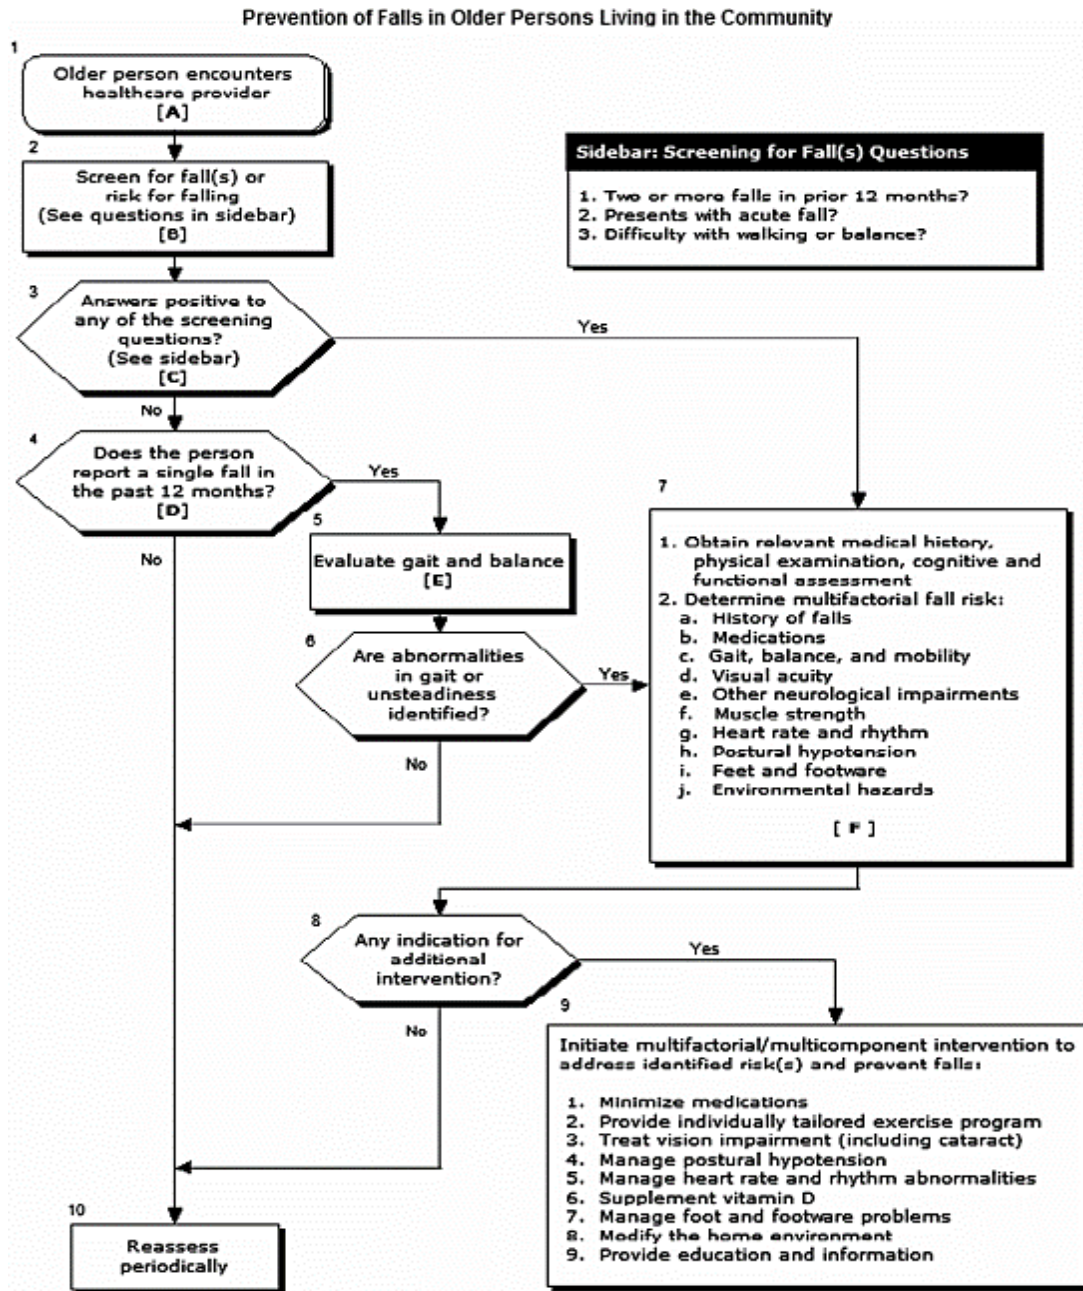 Prevention of Falls in Older Persons Living in the Community
1
Older person encounters
healthcare provider
[A]
2
Screen for fall(s) or
risk for falling
(See questions in sidebar)
[B]
Sidebar: Screening for Fall(s) Questions
1. Two or more falls in prior 12 months?
2. Presents with acute fall?
3. Difficulty with walking or balance?
3
Answers positive to
any of the screening
questions?
(See sidebar)
[C]
Yes
No
4
Does the person
report a single fall in
the past 12 months?
[D]
Yes
No
5
Evaluate gait and balance
[E]
6
Are abnormalities
in gait or
unsteadiness
identified?
Yes
No
7
1. Obtain relevant medical history,
physical examination, cognitive and
functional assessment
2. Determine multifactorial fall risk:
a. History of falls
b. Medications
c. Gait, balance, and mobility
d. Visual acuity
e. Other neurological impairments
f. Muscle strength
g. Heart rate and rhythm
h. Postural hypotension
i. Feet and footware
j. Environmental hazards
[ F ]
8
Any indication for
additional
intervention?
Yes
No
9
Initiate multifactorial/multicomponent intervention to
address identified risk(s) and prevent falls:
1. Minimize medications
2. Provide individually tailored exercise program
3. Treat vision impairment (including cataract)
4. Manage postural hypotension
5. Manage heart rate and rhythm abnormalities
6. Supplement vitamin D
7. Manage foot and footware problems
8. Modify the home environment
9. Provide education and information
10
Reassess
periodically